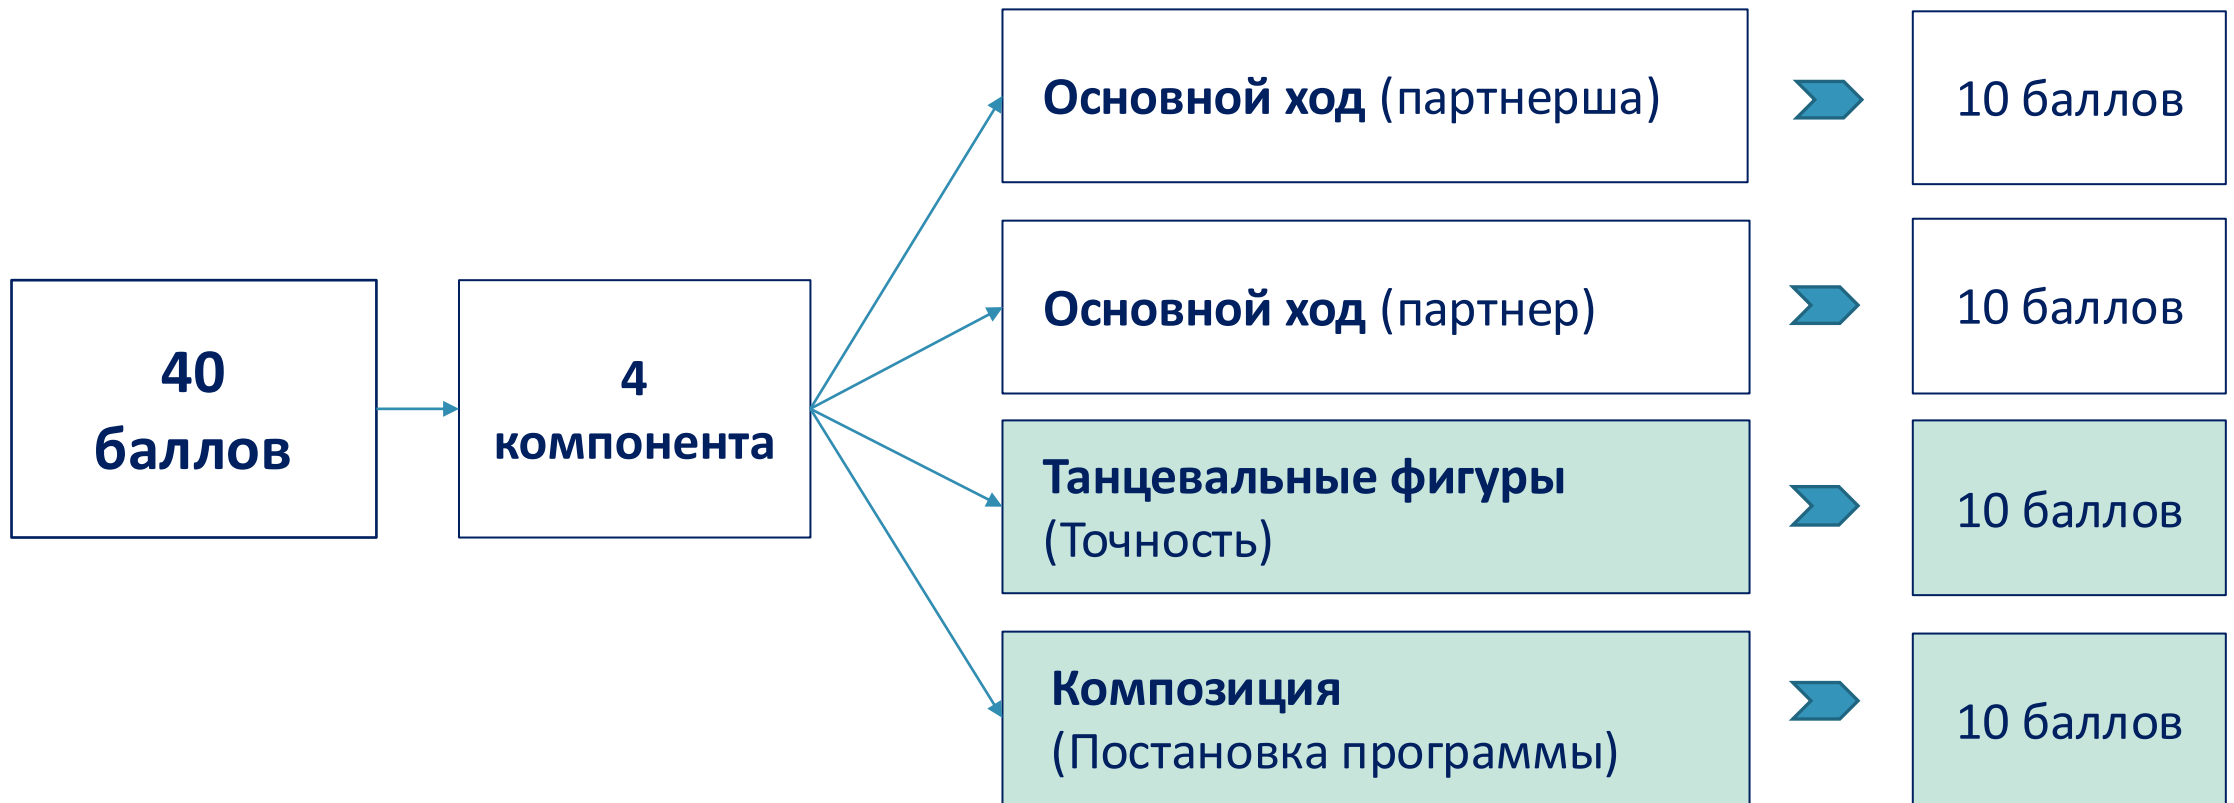 40
баллов
4
компонента
Основной ход (партнерша)
10 баллов
Основной ход (партнер)
10 баллов
Танцевальные фигуры
(Точность)
10 баллов
Композиция
(Постановка программы)
10 баллов